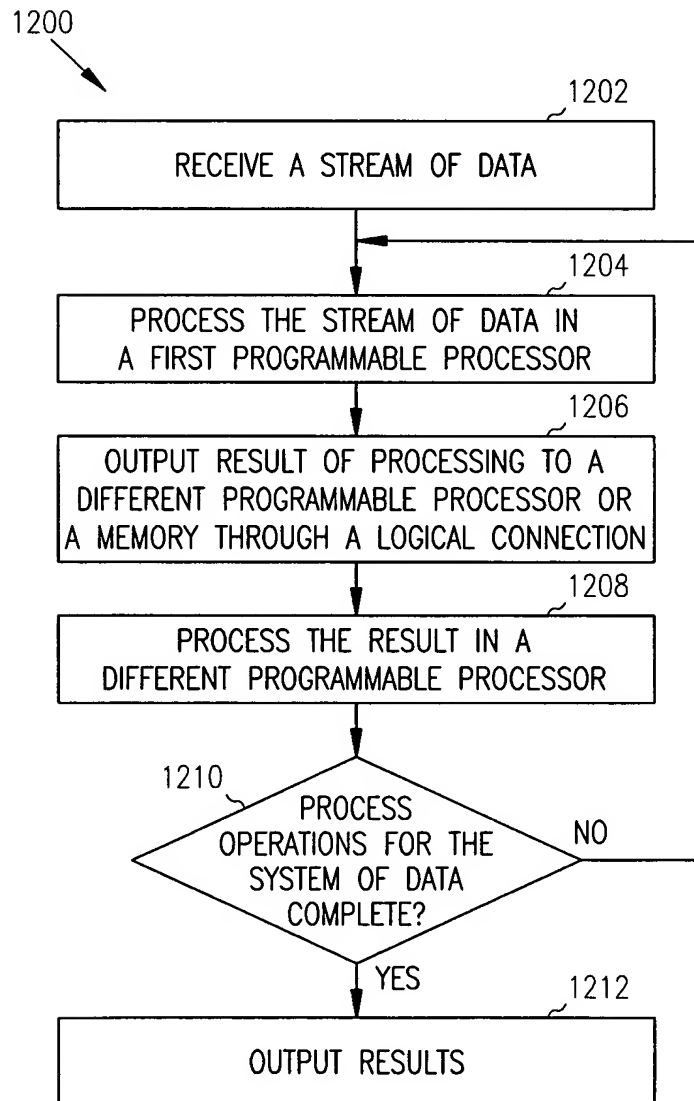 1200
1202
RECEIVE A STREAM OF DATA
1204
PROCESS THE STREAM OF DATA IN
A FIRST PROGRAMMABLE PROCESSOR
1206
OUTPUT RESULT OF PROCESSING TO A
DIFFERENT PROGRAMMABLE PROCESSOR OR
A MEMORY THROUGH A LOGICAL CONNECTION
1208
PROCESS THE RESULT IN A
DIFFERENT PROGRAMMABLE PROCESSOR
1210
PROCESS
OPERATIONS FOR THE
SYSTEM OF DATA
COMPLETE?
NO
YES
1212
OUTPUT RESULTS